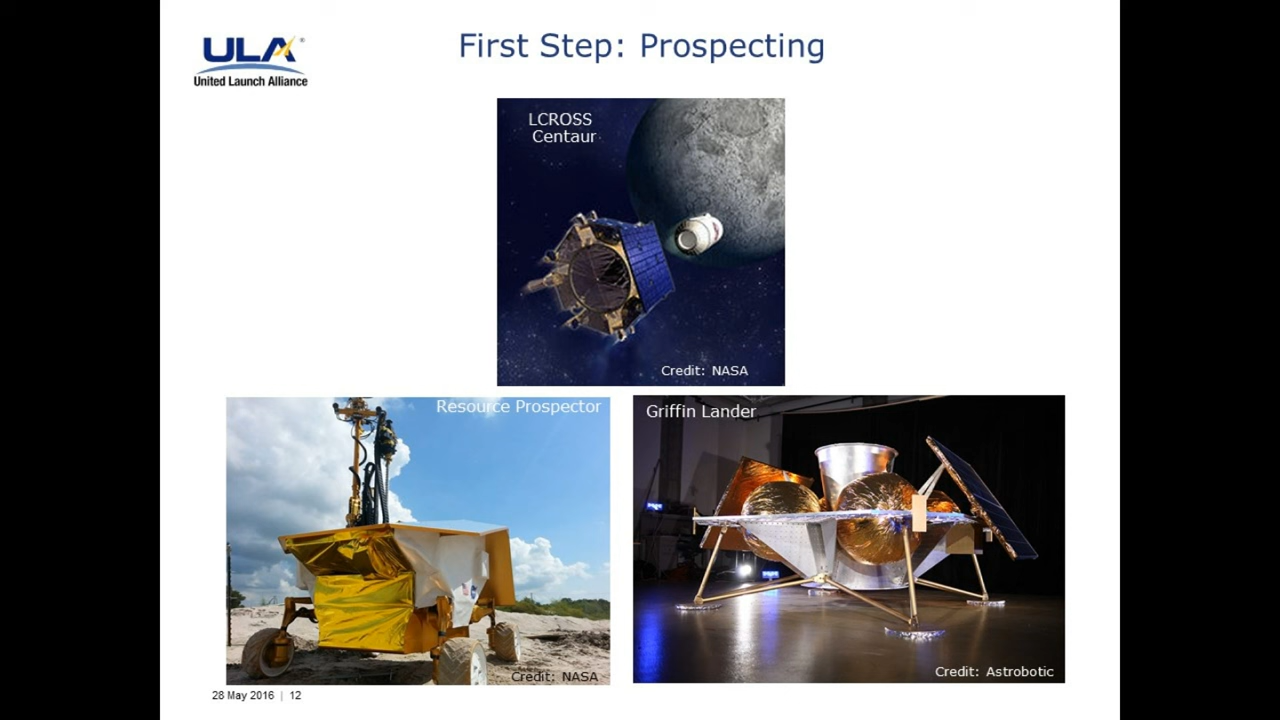 ULA
United Launch Alliance
First Step: Prospecting
LCROSS
Centaur
Credit: NASA
Resource Prospector
Credit: NASA
Griffin Lander
Credit: Astrobotic
28 May 2016 | 12